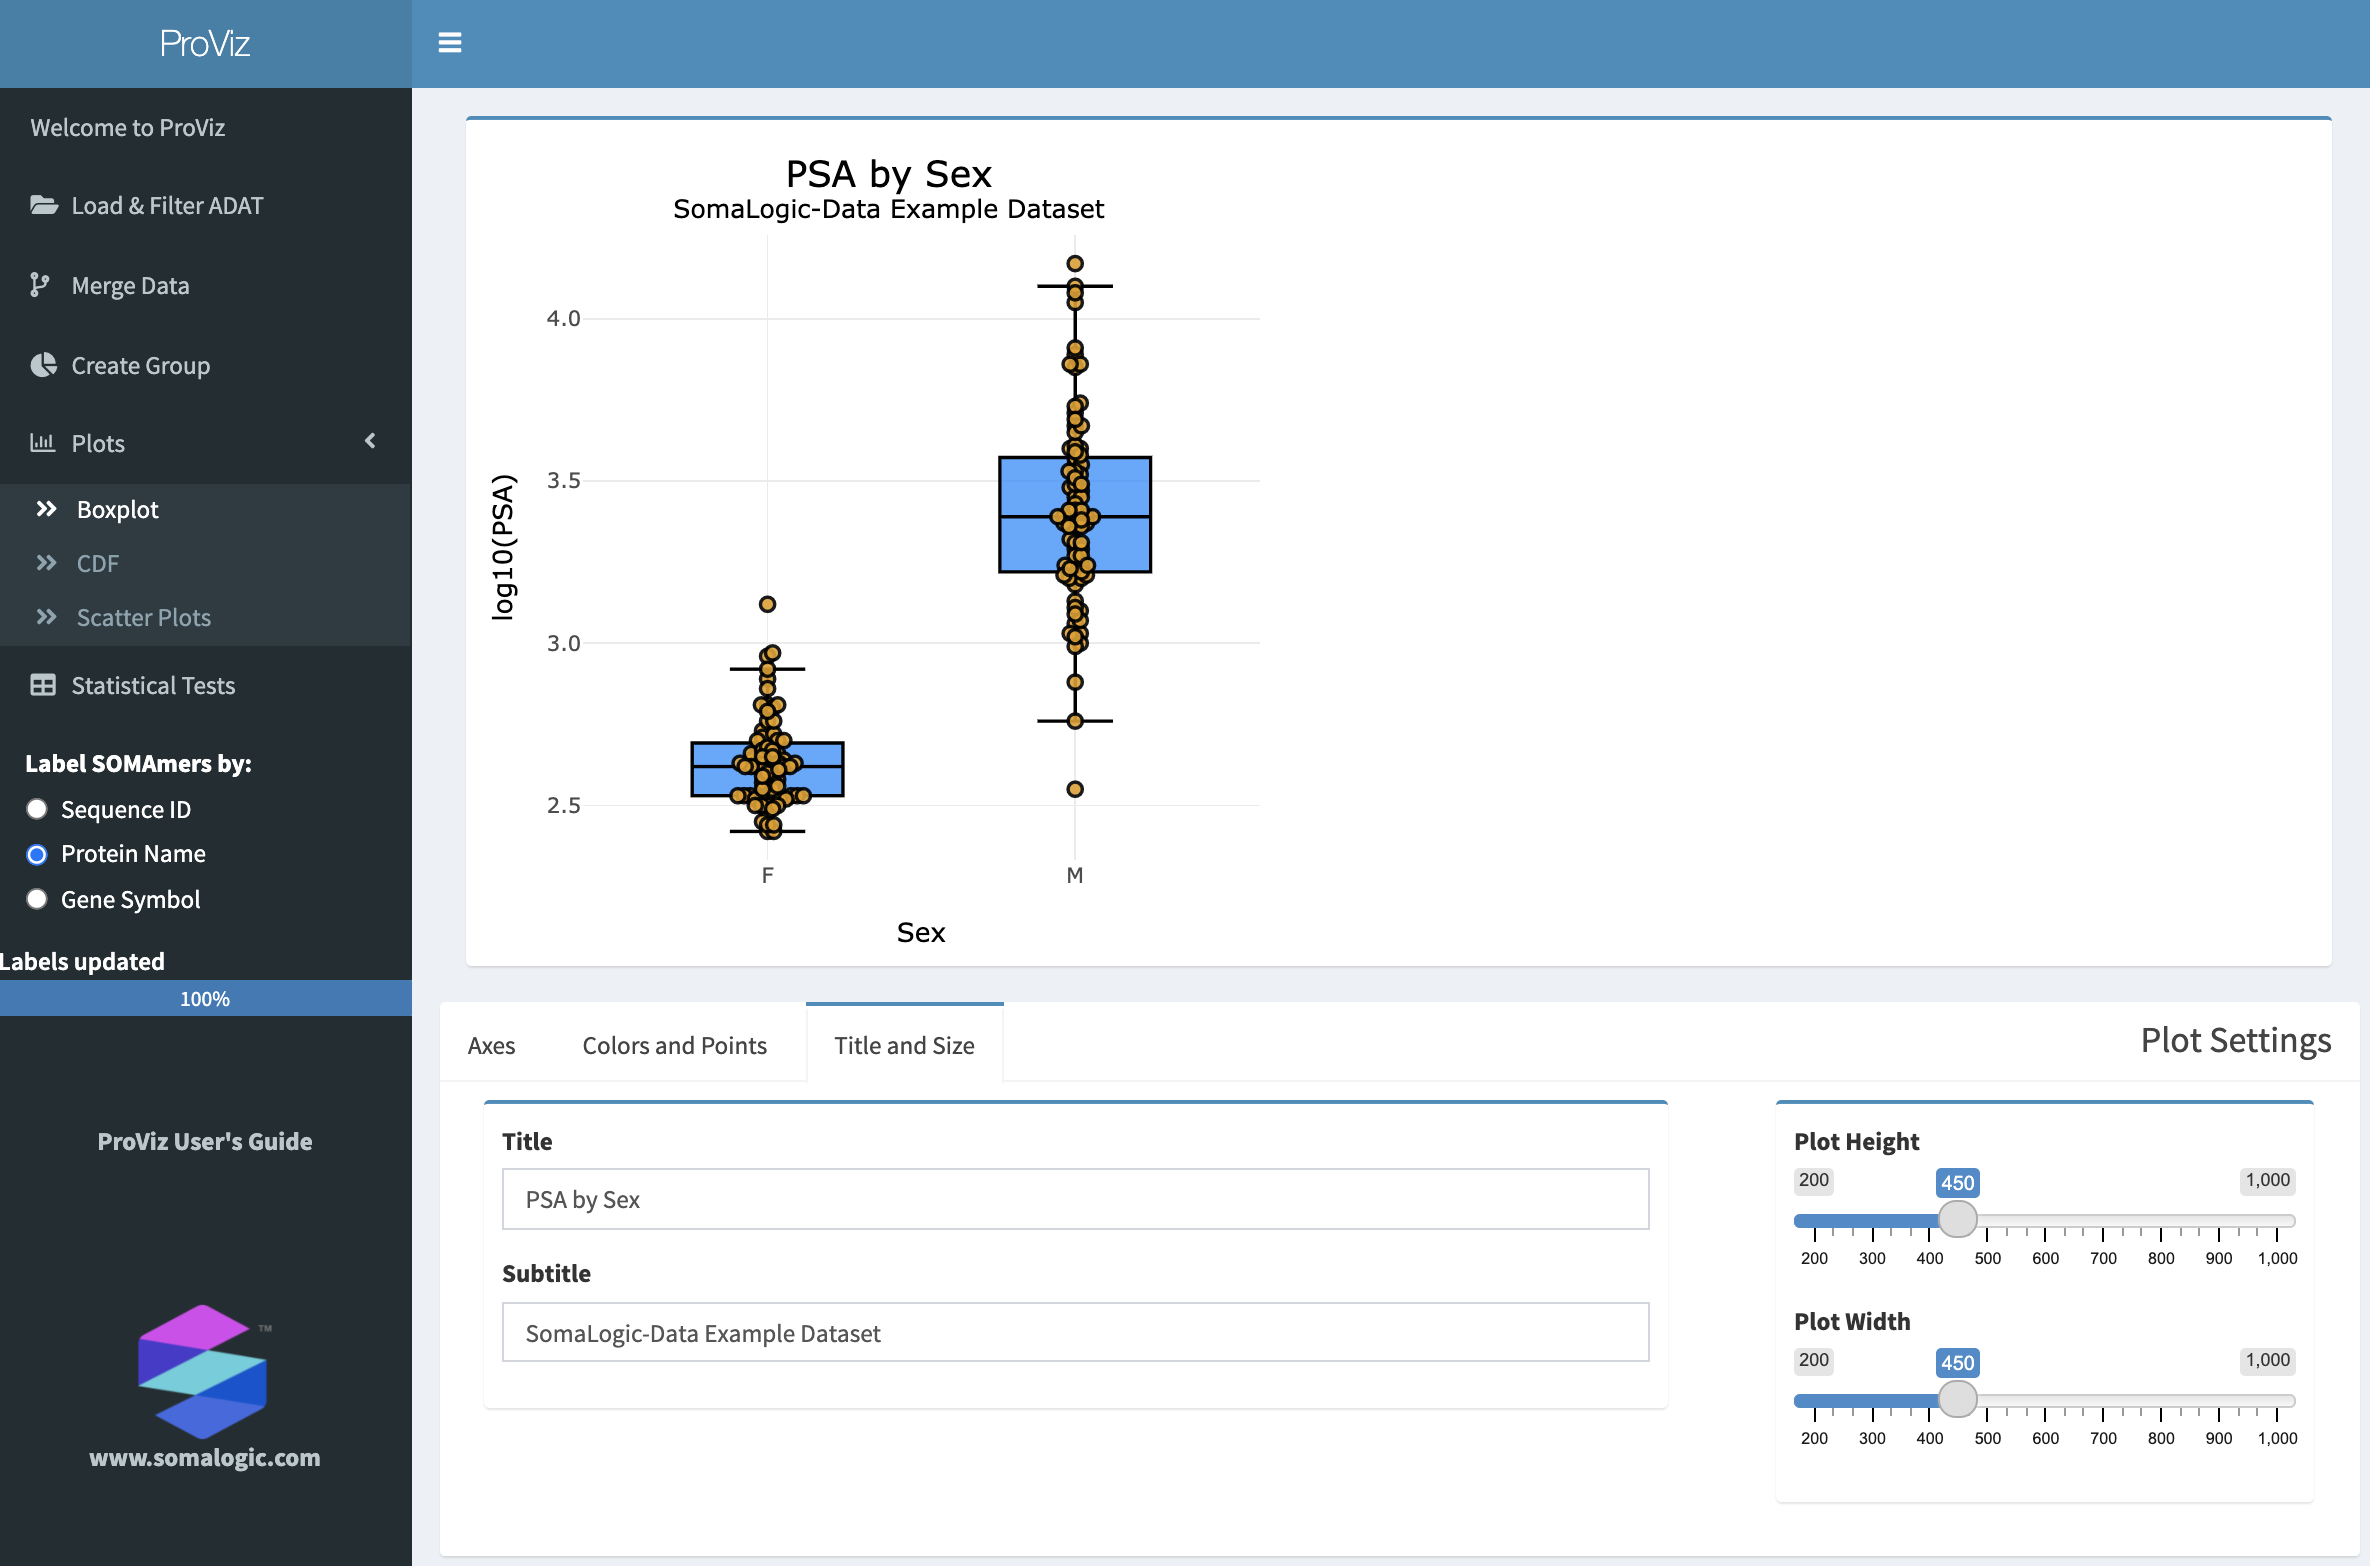 ProViz
Welcome to ProViz
Load & Filter ADAT
Merge Data
Create Group
Plots
Boxplot
CDF
Scatter Plots
Statistical Tests
Label SOMAmers by:
Sequence ID
Protein Name
Gene Symbol
Labels updated
100%
ProViz User's Guide
TM
www.somalogic.com
PSA by Sex
SomaLogic-Data Example Dataset
4.0
3.5
3.0
2.5
log10(PSA)
F M
Sex
Axes Colors and Points Title and Size Plot Settings
Title
PSA by Sex
Subtitle
SomaLogic-Data Example Dataset
Plot Height
200 450 1,000
200 300 400 500 600 700 800 900 1,000
Plot Width
200 450 1,000
200 300 400 500 600 700 800 900 1,000